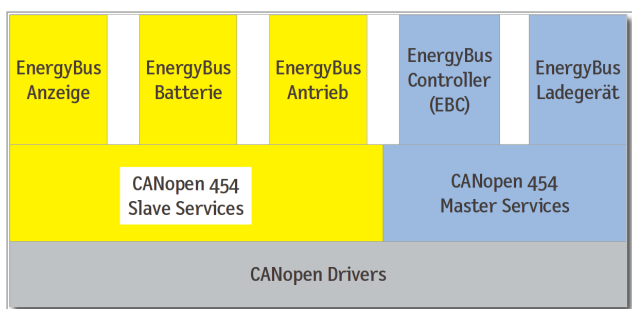 EnergyBus
Anzeige
EnergyBus
Batterie
EnergyBus
Antrieb
EnergyBus
Controller
(EBC)
EnergyBus
Ladegerät
CANopen 454
Slave Services
CANopen 454
Master Services
CANopen Drivers